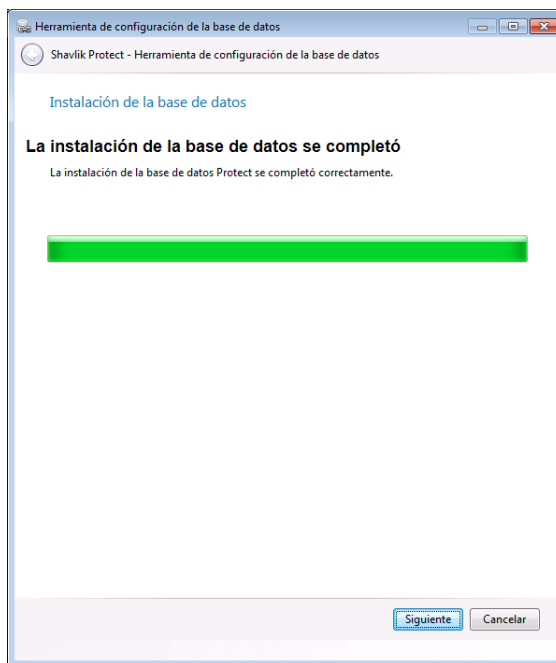 Herramienta de configuración de la base de datos
Shavlik Protect - Herramienta de configuración de la base de datos
Instalación de la base de datos
La instalación de la base de datos se completó
La instalación de la base de datos Protect se completó correctamente.
Siguiente
Cancelar